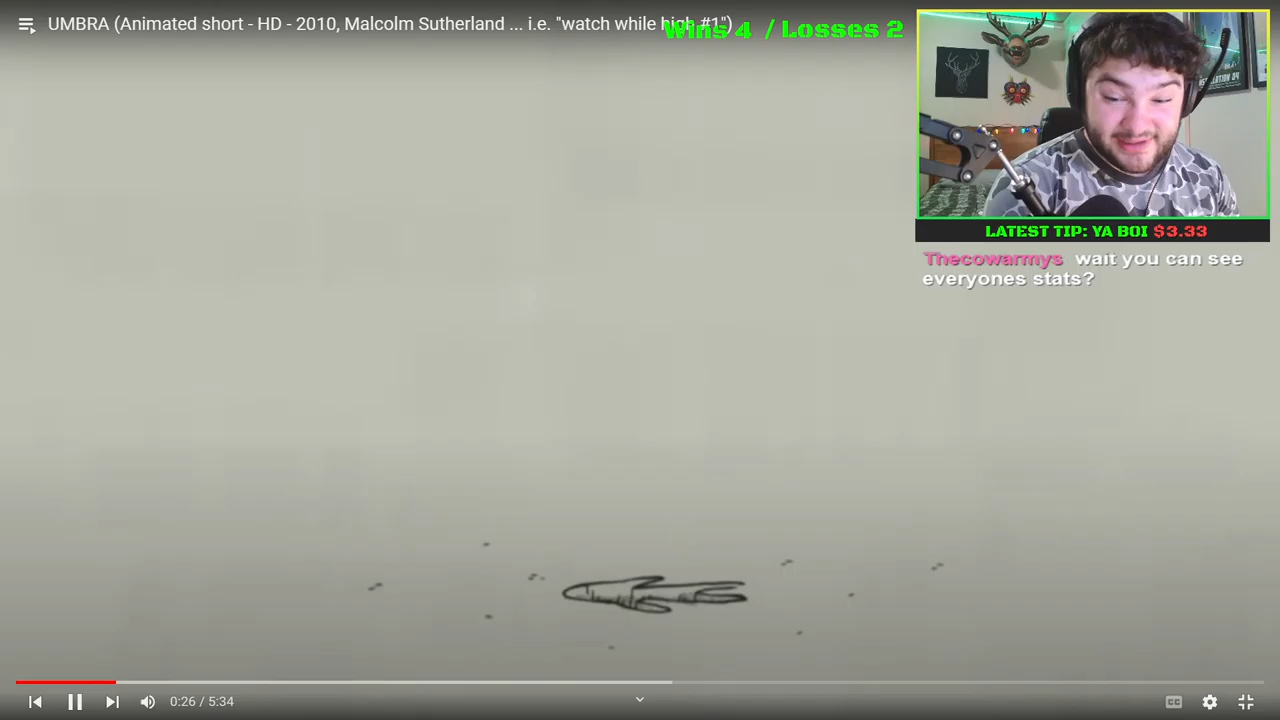 UMBRA (Animated short - HD - 2010, Malcolm Sutherland ... i.e. "watch while high #1")
Wins 4 / Losses 2
LATEST TIP: YA BOI $3.33
Thecowarmys wait you can see
everyones stats?
0:26 / 5:34
CC